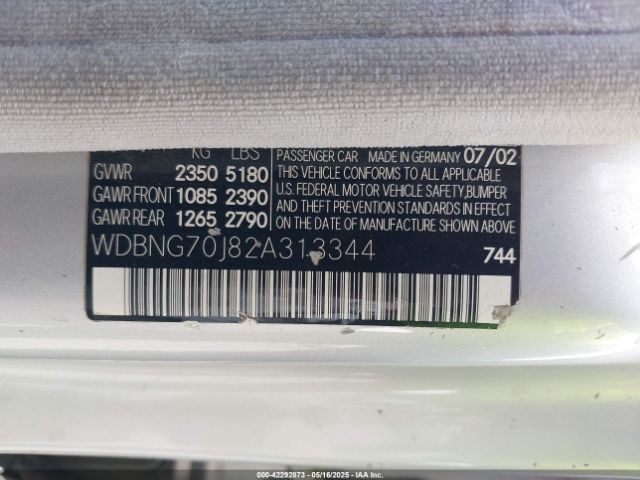 KG LBS
GVWR 2350 5180
GAWR FRONT 1085 2390
GAWR REAR 1265 2790
PASSENGER CAR MADE IN GERMANY 07/02
THIS VEHICLE CONFORMS TO ALL APPLICABLE
U.S. FEDERAL MOTOR VEHICLE SAFETY, BUMPER
AND THEFT PREVENTION STANDARDS IN EFFECT
ON THE DATE OF MANUFACTURE SHOWN ABOVE.
WDBNG70J82A313344
744
000-42292873 - 05/16/2025 - IAAI.COM